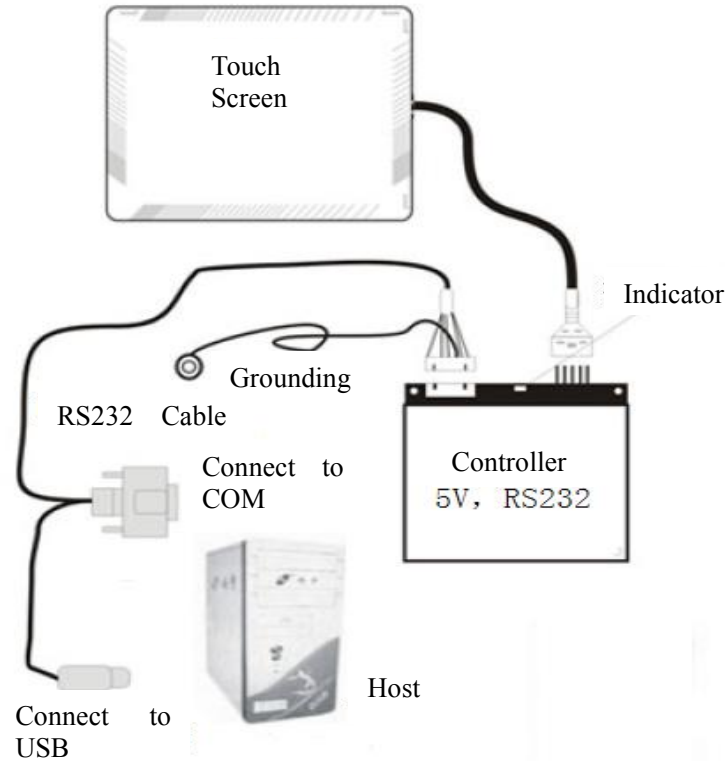 Touch
Screen
Indicator
Grounding
RS232 Cable
Connect to
COM
Controller
5V, RS232
Host
Connect to
USB